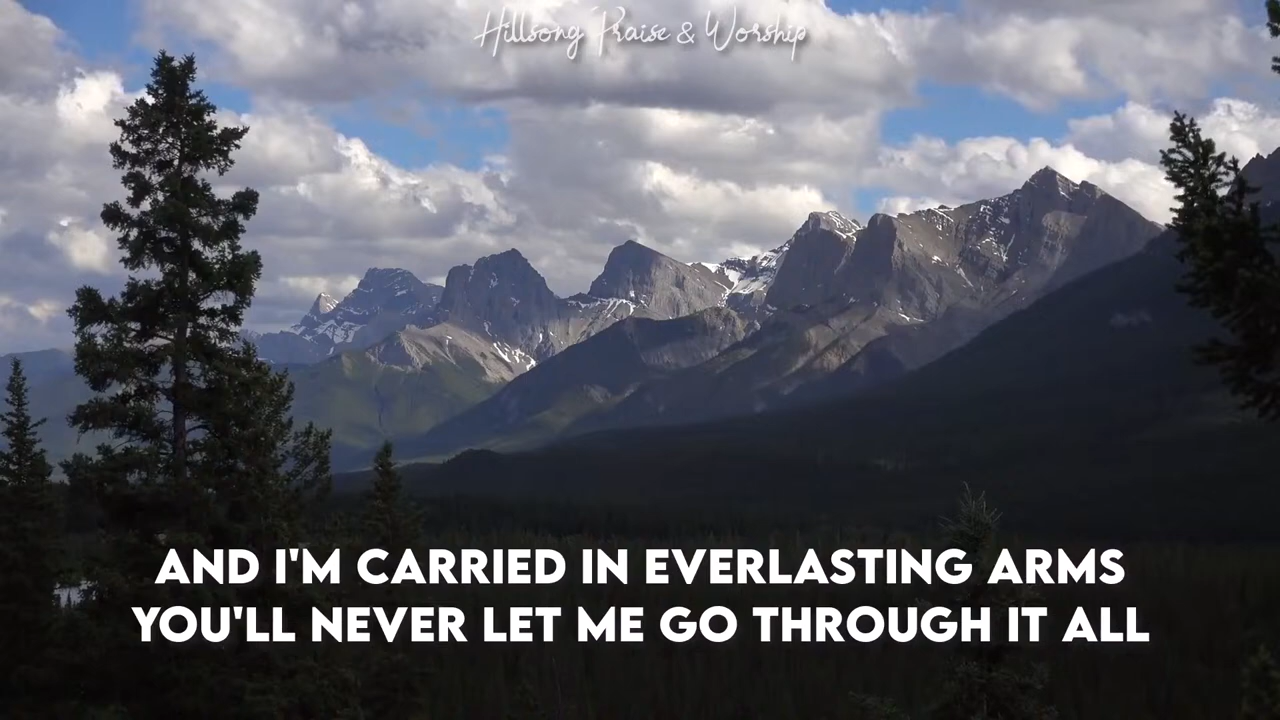 Hillsong Praise & Worship
AND I'M CARRIED IN EVERLASTING ARMS
YOU'LL NEVER LET ME GO THROUGH IT ALL